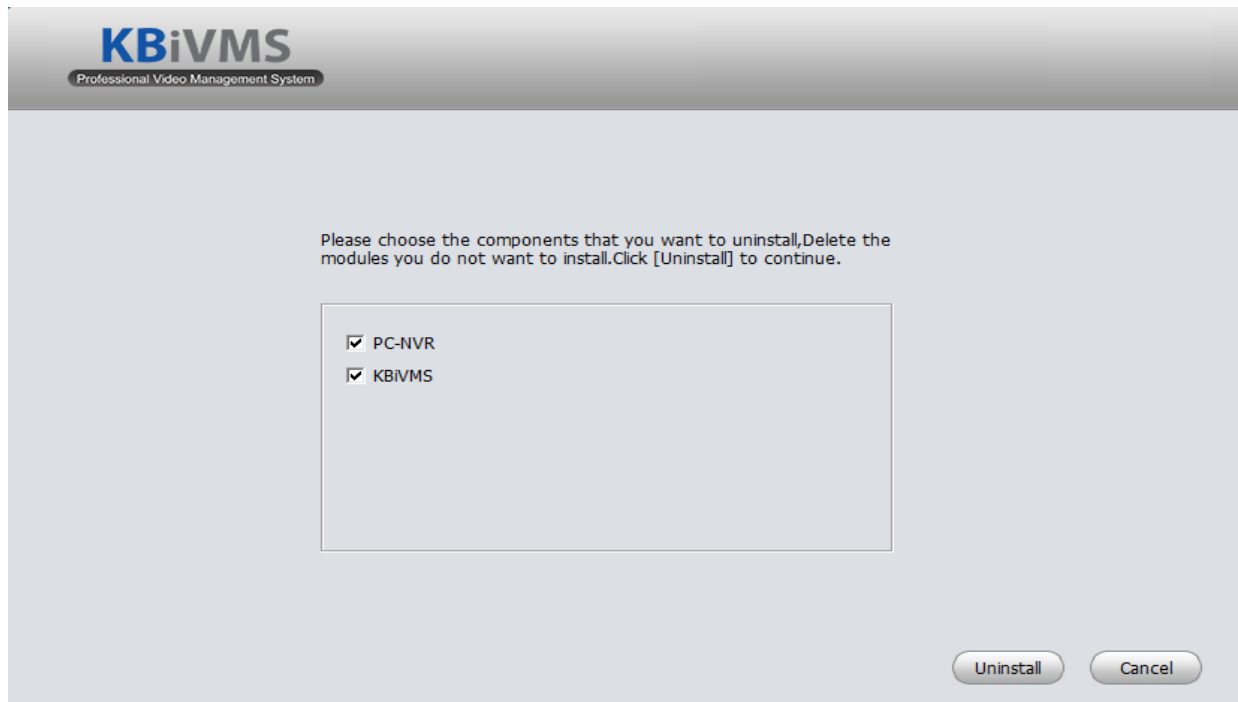 KBiVMS
Professional Video Management System
Please choose the components that you want to uninstall,Delete the
modules you do not want to install.Click [Uninstall] to continue.
PC-NVR
KBiVMS
Uninstall
Cancel